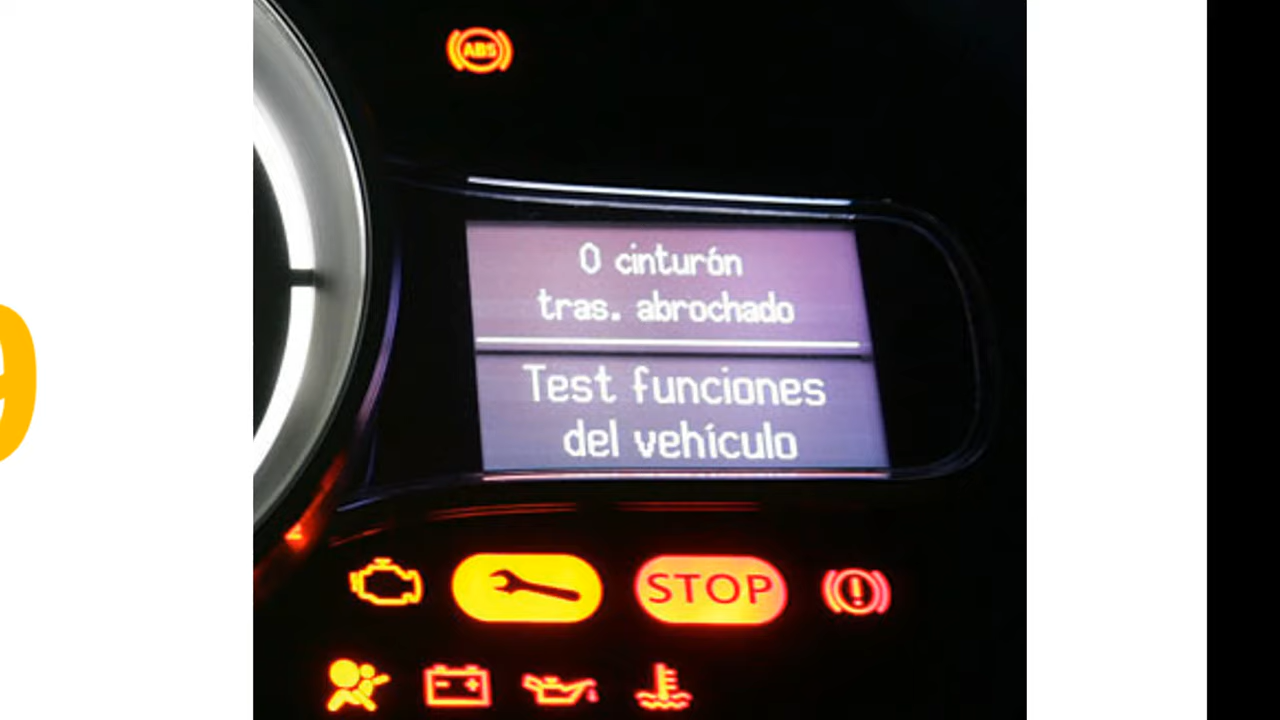 ABS
0 cinturón
tras. abrochado
Test funciones
del vehículo
STOP